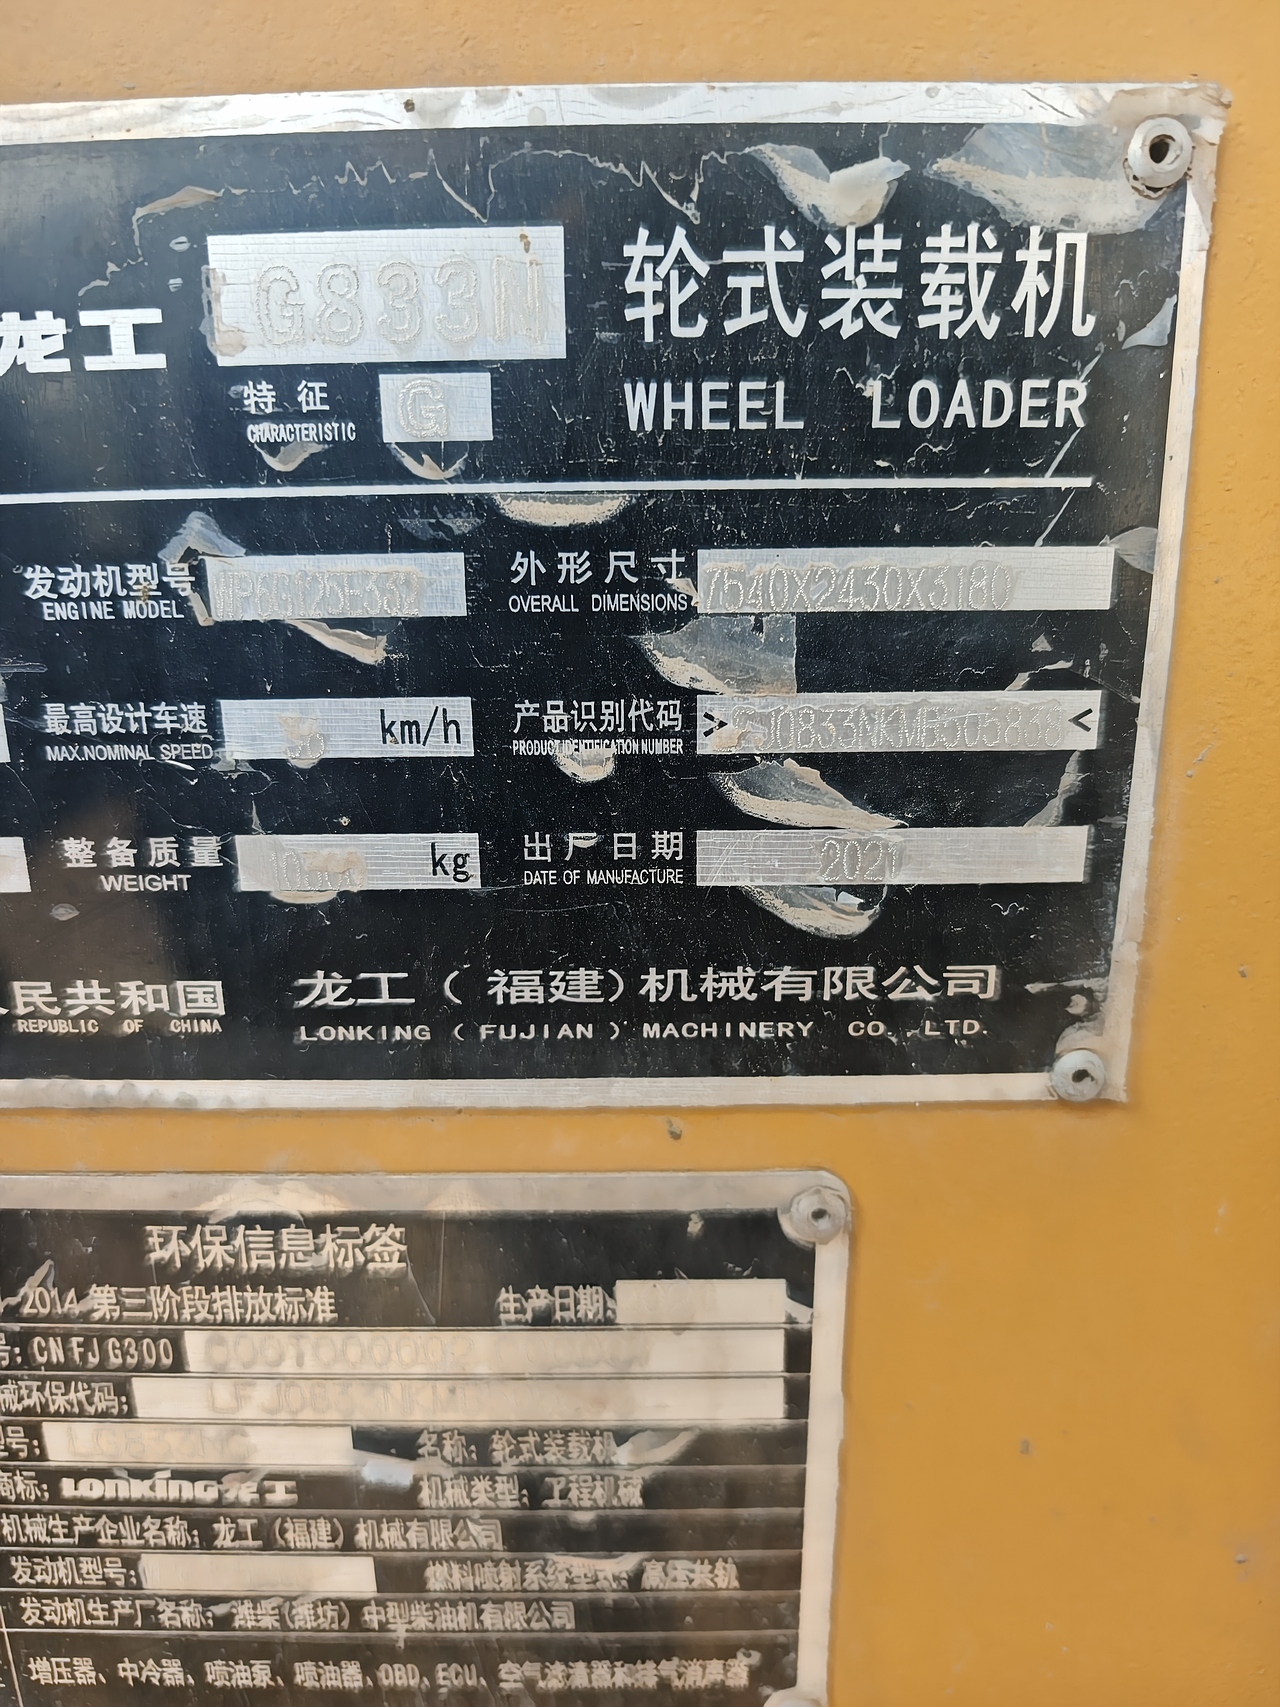 龙工 LG833N 轮式装载机
特征 G
CHARACTERISTIC
WHEEL LOADER
发动机型号
ENGINE MODEL
外形尺寸 7540X2430X3180
OVERALL DIMENSIONS
最高设计车速 km/h
MAX.NOMINAL SPEED
产品识别代码
PRODUCT IDENTIFICATION NUMBER
整备质量 kg
WEIGHT
出厂日期 2021
DATE OF MANUFACTURE
民共和国
REPUBLIC OF CHINA
龙工(福建)机械有限公司
LONKING ( FUJIAN ) MACHINERY CO. LTD.
环保信息标签
2014 第三阶段排放标准 生产日期:
号: CNFJG300
械环保代码:
型号: 名称: 轮式装载机
商标: Lonking龙工 机械类型: 工程机械
机械生产企业名称: 龙工(福建)机械有限公司
发动机型号: 燃料喷射系统型式: 高压共轨
发动机生产厂名称: 潍柴(潍坊)中型柴油机有限公司
增压器、中冷器、喷油泵、喷油器、OBD、ECU、空气滤清器和排气消声器